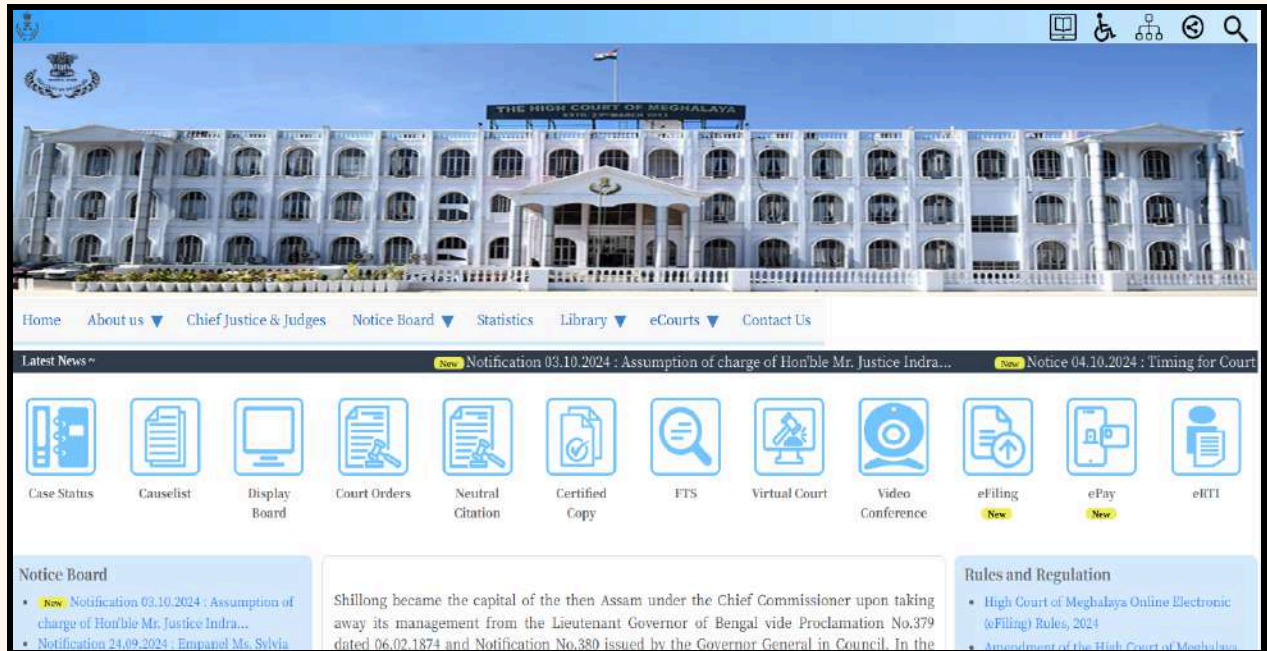 THE HIGH COURT OF MEGHALAYA
ESTD. 23RD MARCH 2013
Home About us ▼ Chief Justice & Judges Notice Board ▼ Statistics Library ▼ eCourts ▼ Contact Us
Latest News ~ New Notification 03.10.2024 : Assumption of charge of Hon'ble Mr. Justice Indra... New Notice 04.10.2024 : Timing for Court
Case Status
Causelist
Display
Board
Court Orders
Neutral
Citation
Certified
Copy
FTS
Virtual Court
Video
Conference
eFiling
New
ePay
New
eRTI
Notice Board
New Notification 03.10.2024 : Assumption of
charge of Hon'ble Mr. Justice Indra...
Notification 24.09.2024 : Empanel Ms. Sylvia
Shillong became the capital of the then Assam under the Chief Commissioner upon taking
away its management from the Lieutenant Governor of Bengal vide Proclamation No.379
dated 06.02.1874 and Notification No.380 issued by the Governor General in Council. In the
Rules and Regulation
High Court of Meghalaya Online Electronic
(eFiling) Rules, 2024
Amendment of the High Court of Meghalaya